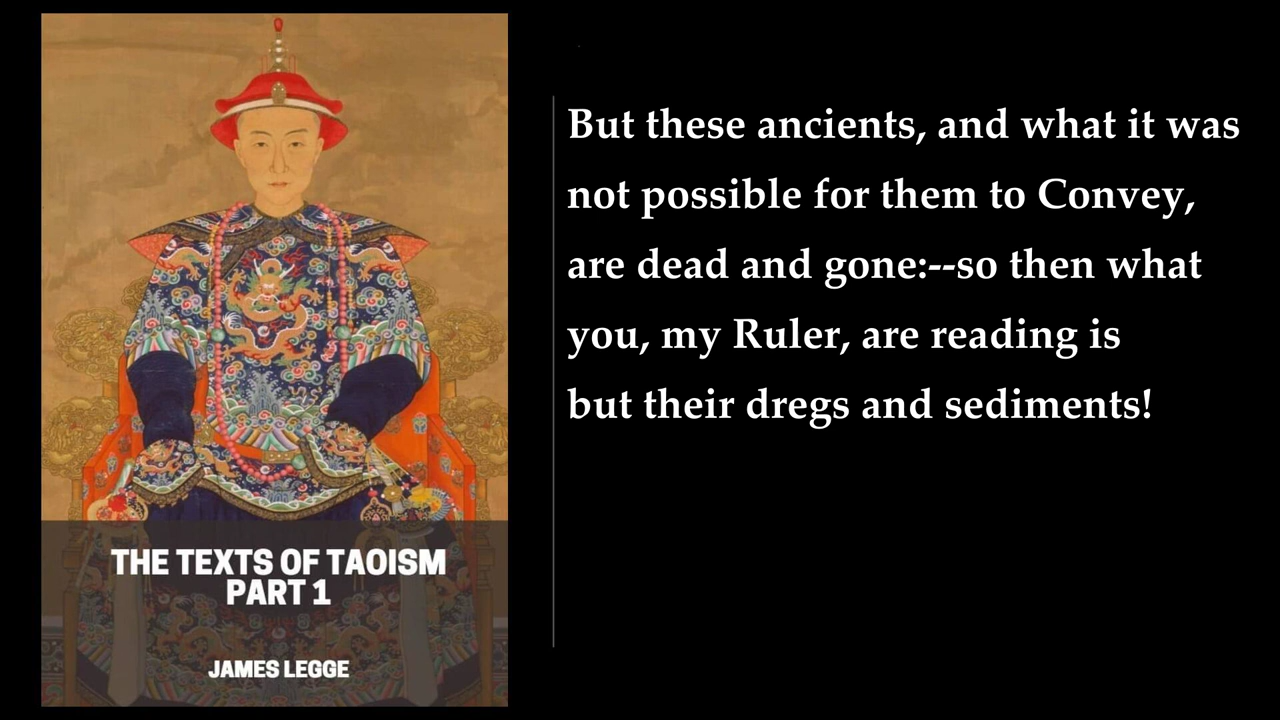 THE TEXTS OF TAOISM
PART 1
JAMES LEGGE
But these ancients, and what it was
not possible for them to Convey,
are dead and gone:--so then what
you, my Ruler, are reading is
but their dregs and sediments!